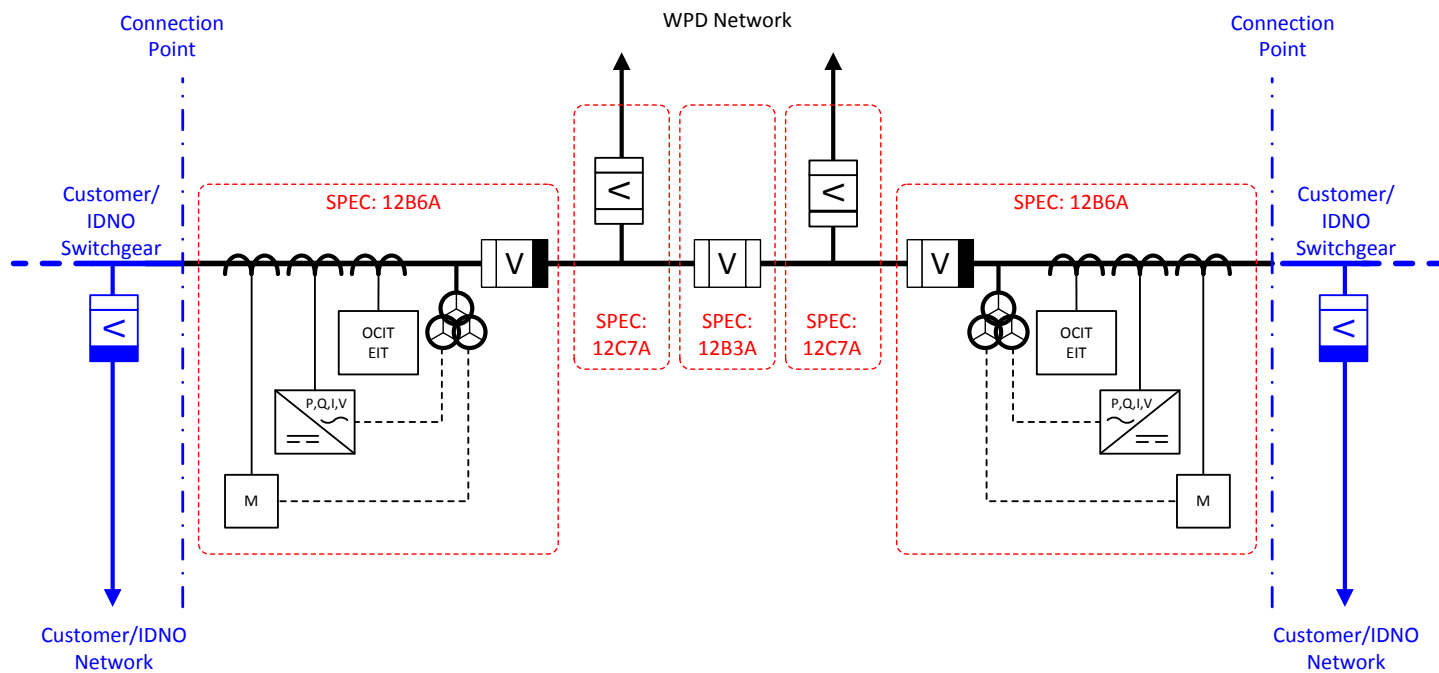 WPD Network
Connection
Point
Connection
Point
Customer/
IDNO
Switchgear
SPEC: 12B6A
V
V
SPEC: 12B6A
Customer/
IDNO
Switchgear
V
V
V
V
V
OCIT
EIT
SPEC:
12C7A
SPEC:
12B3A
SPEC:
12C7A
OCIT
EIT
P,Q,I,V
P,Q,I,V
M
M
Customer/IDNO
Network
Customer/IDNO
Network